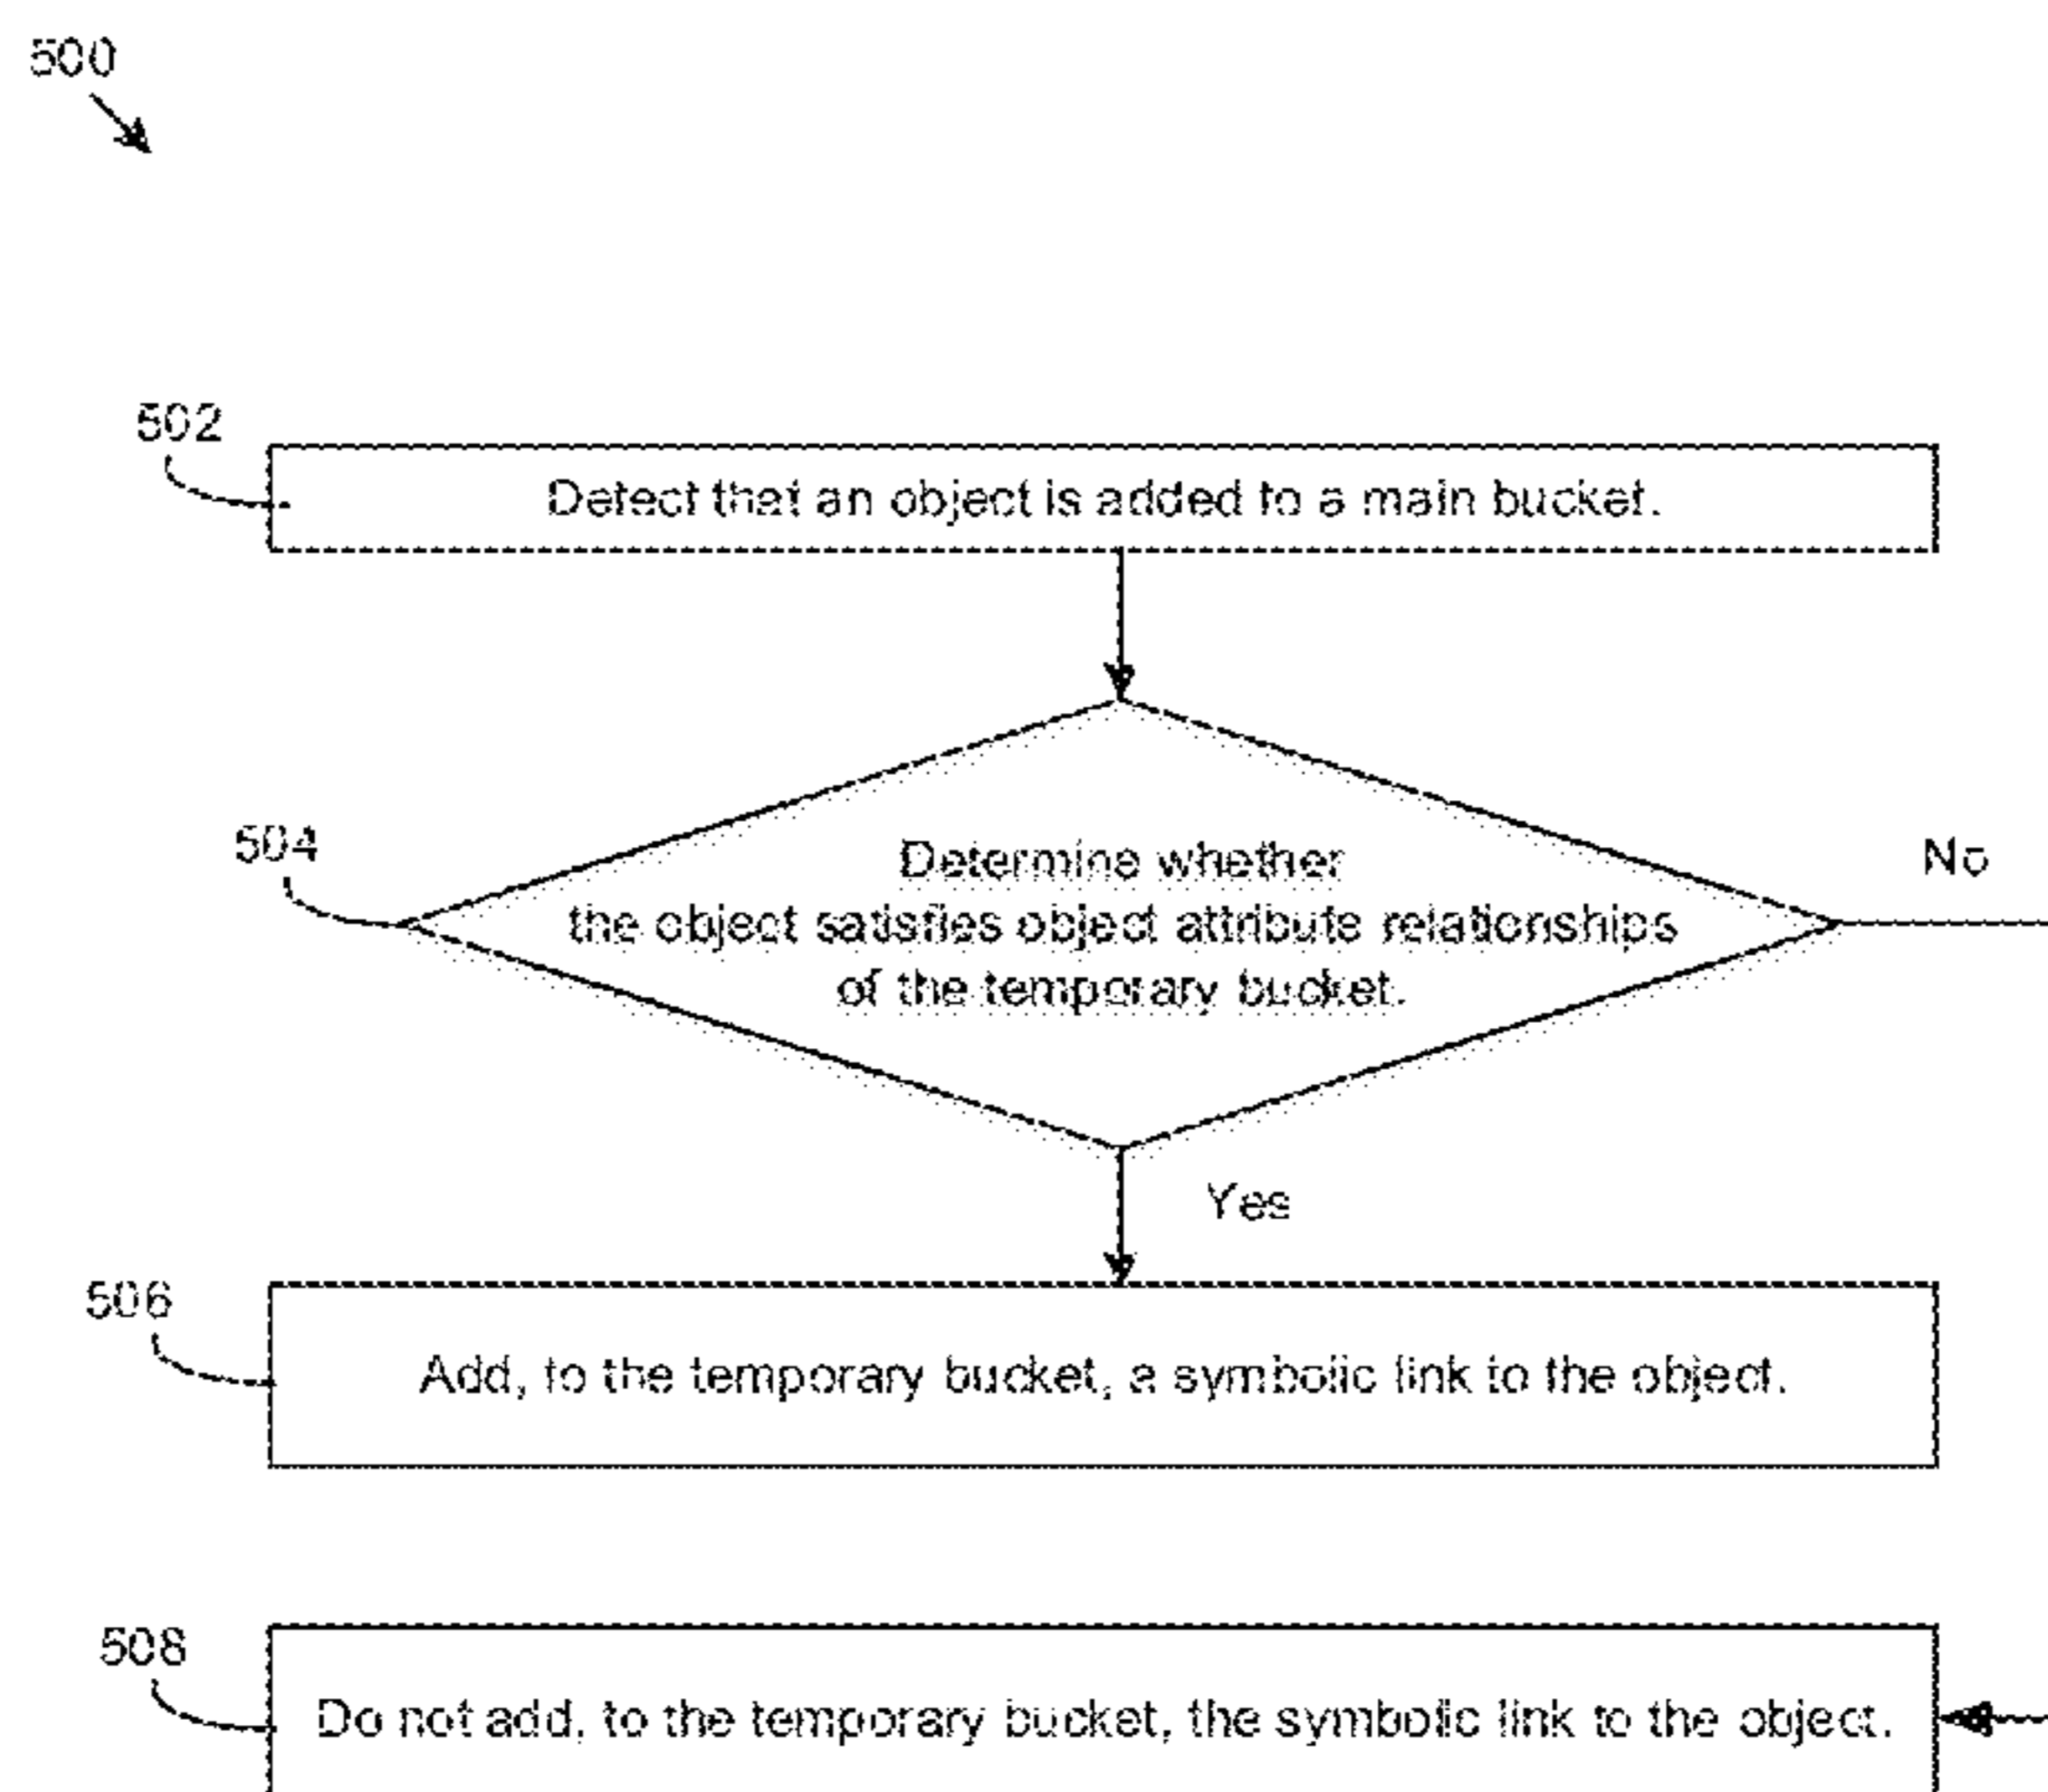 500
502
Detect that an object is added to a main bucket.
504
Determine whether
the object satisfies object attribute relationships
of the temporary bucket.
No
Yes
506
Add, to the temporary bucket, a symbolic link to the object.
508
Do not add, to the temporary bucket, the symbolic link to the object.